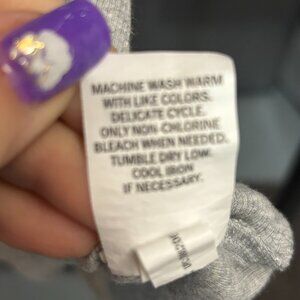 MACHINE WASH WARM
WITH LIKE COLORS.
DELICATE CYCLE.
ONLY NON-CHLORINE
BLEACH WHEN NEEDED.
TUMBLE DRY LOW.
COOL IRON
IF NECESSARY.